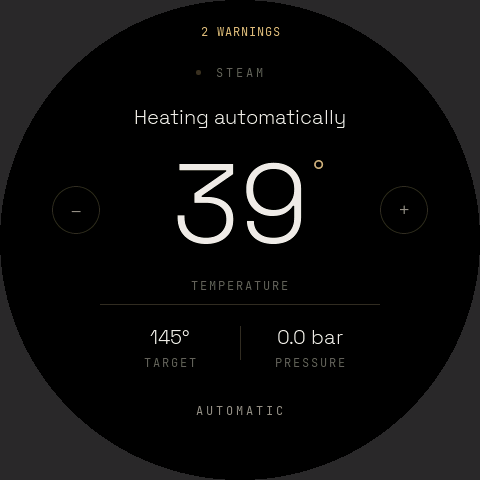 2 WARNINGS
STEAM
Heating automatically
39°
–
+
TEMPERATURE
145° 0.0 bar
TARGET PRESSURE
AUTOMATIC